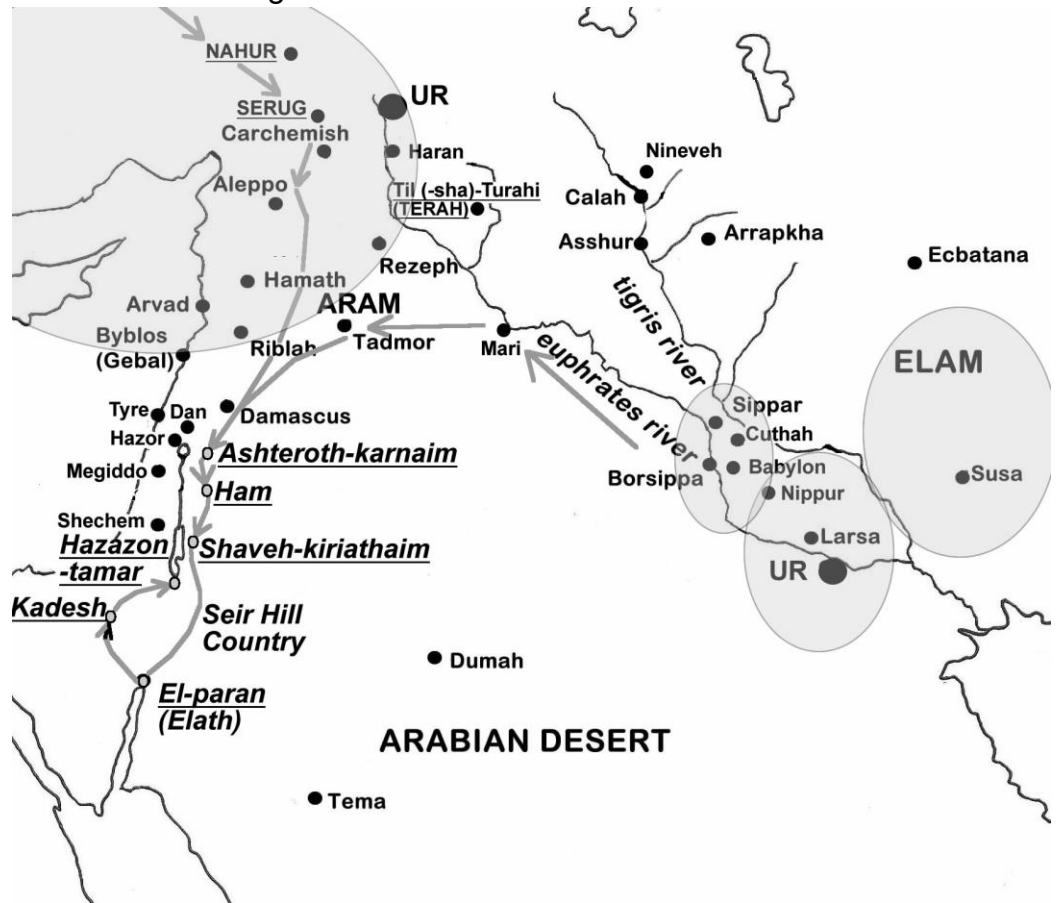 NAHUR
SERUG
Carchemish
UR
Haran
Aleppo
Til (-sha)-Turahi
(TERAH)
Nineveh
Calah
Asshur
Arrapkha
Ecbatana
Rezeph
Hamath
Arvad
ARAM
Byblos
(Gebal)
Riblah
Tadmor
Mari
tigris river
euphrates river
ELAM
Tyre
Dan
Damascus
Hazor
Sippar
Cuthah
Ashteroth-karnaim
Megiddo
Borsippa
Babylon
Susa
Ham
Nippur
Shechem
Larsa
Hazazon
-tamar
Shaveh-kiriathaim
UR
Kadesh
Seir Hill
Country
Dumah
El-paran
(Elath)
ARABIAN DESERT
Tema